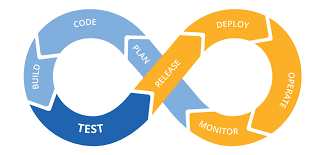 CODE
DEPLOY
PLAN
BUILD
RELEASE
OPERATE
TEST
MONITOR